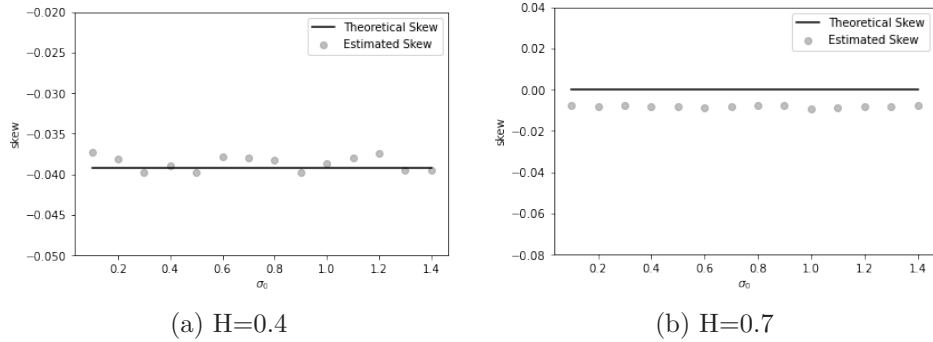 −0.020
−0.025
−0.030
−0.035
−0.040
−0.045
−0.050
skew
Theoretical Skew
Estimated Skew
0.2 0.4 0.6 0.8 1.0 1.2 1.4
σ₀
(a) H=0.4
0.04
0.02
0.00
−0.02
−0.04
−0.06
−0.08
skew
Theoretical Skew
Estimated Skew
0.2 0.4 0.6 0.8 1.0 1.2 1.4
σ₀
(b) H=0.7